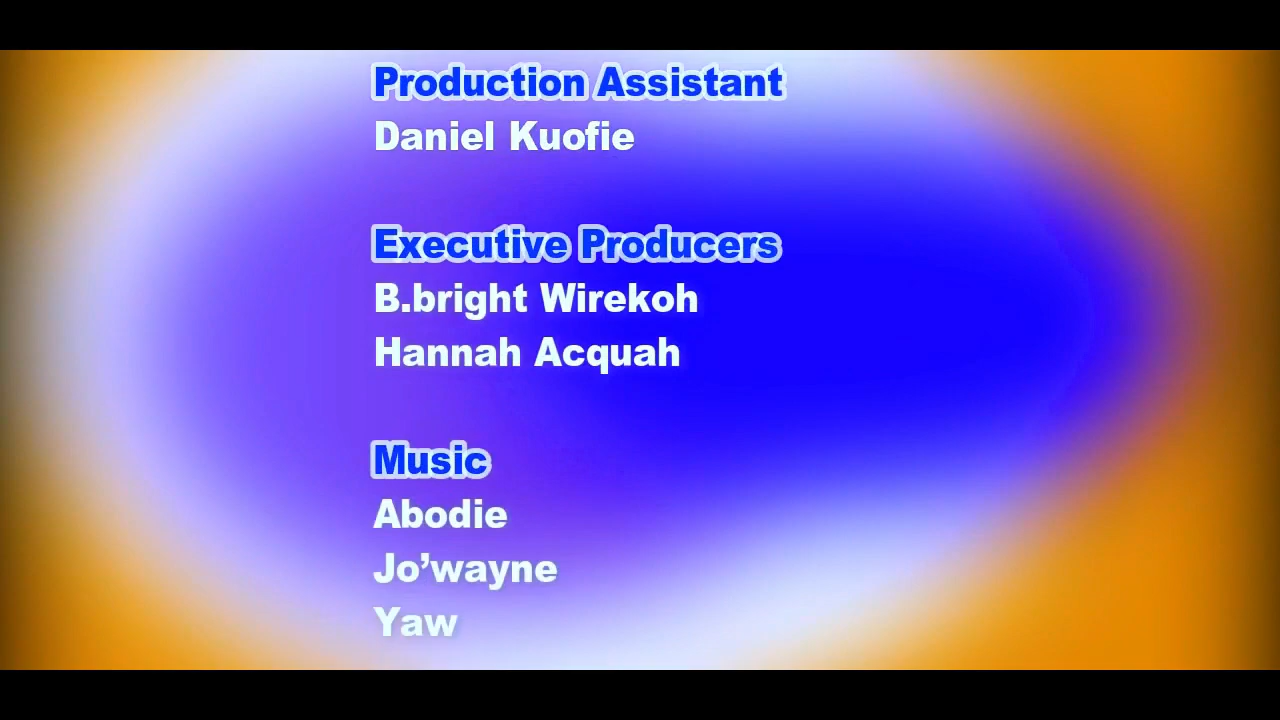 Production Assistant
Daniel Kuofie
Executive Producers
B.bright Wirekoh
Hannah Acquah
Music
Abodie
Jo’wayne
Yaw